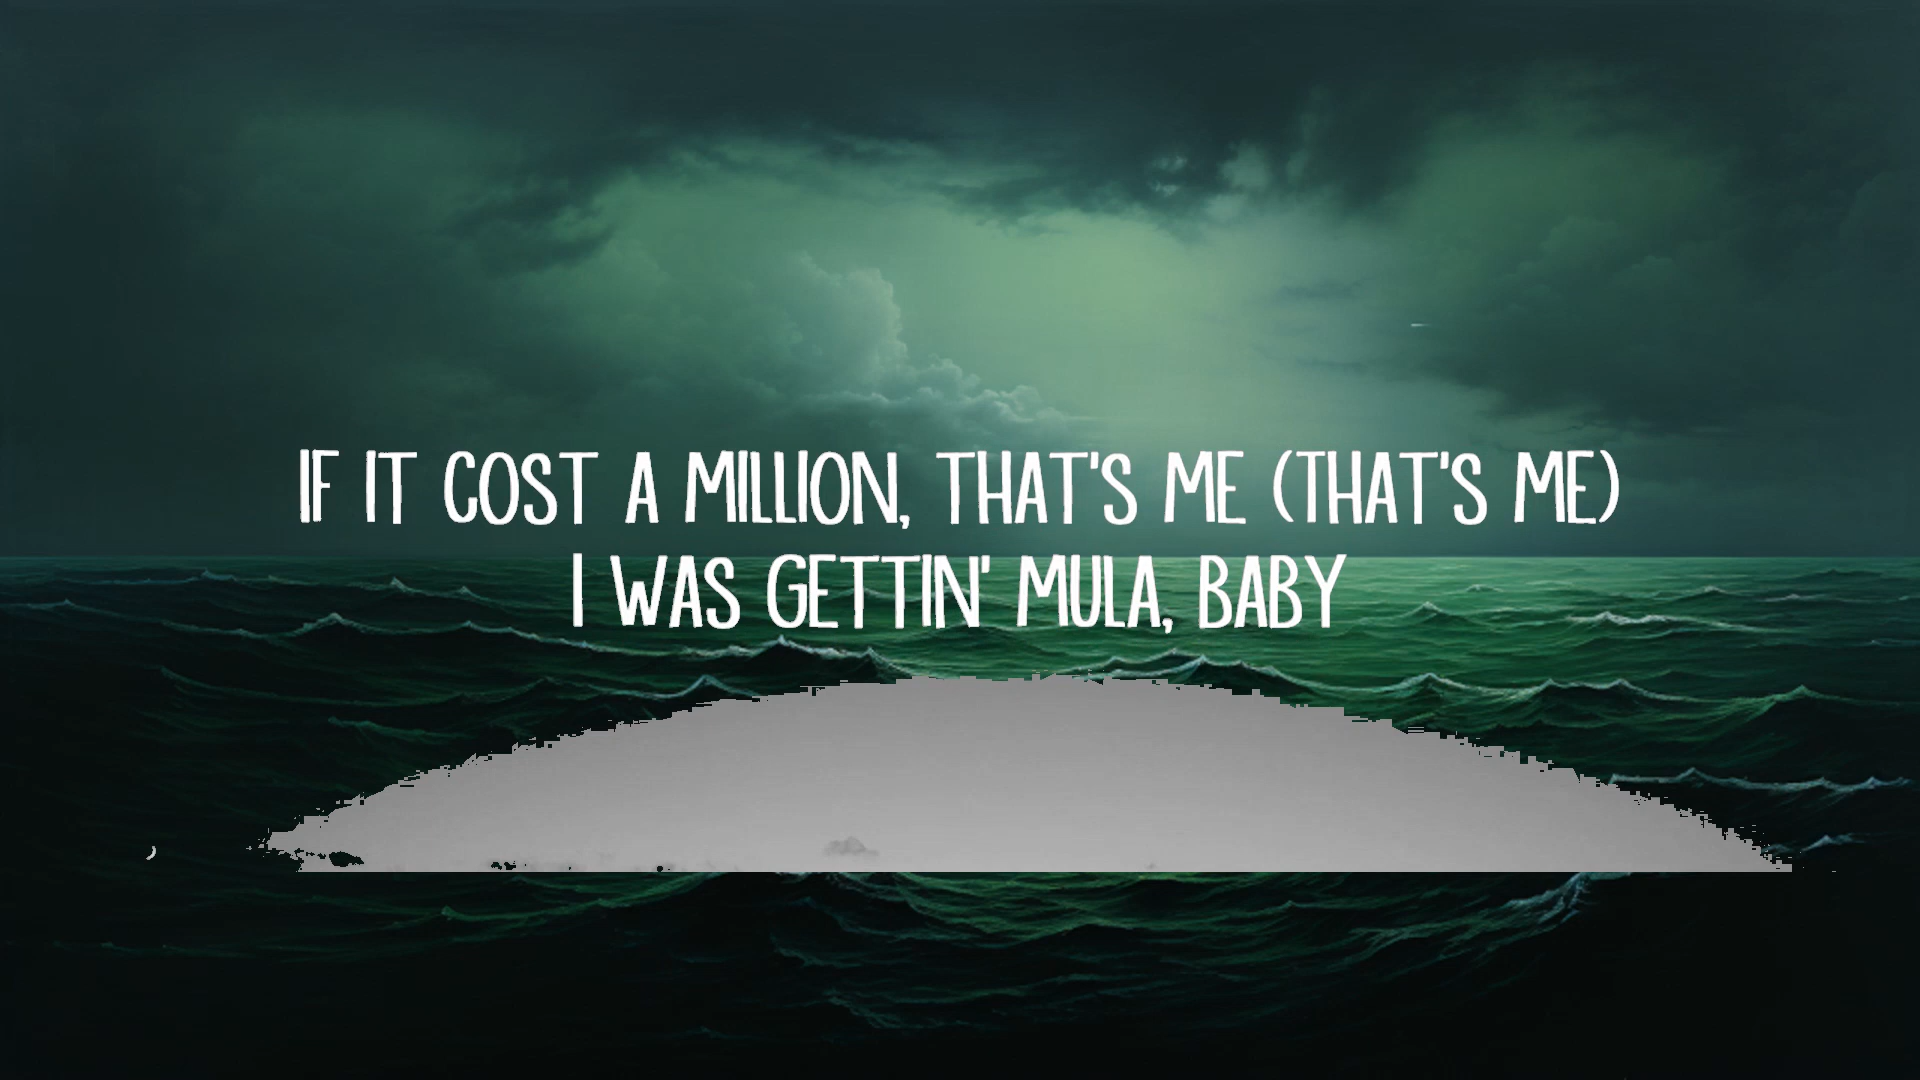 IF IT COST A MILLION, THAT'S ME (THAT'S ME)
I WAS GETTIN' MULA, BABY